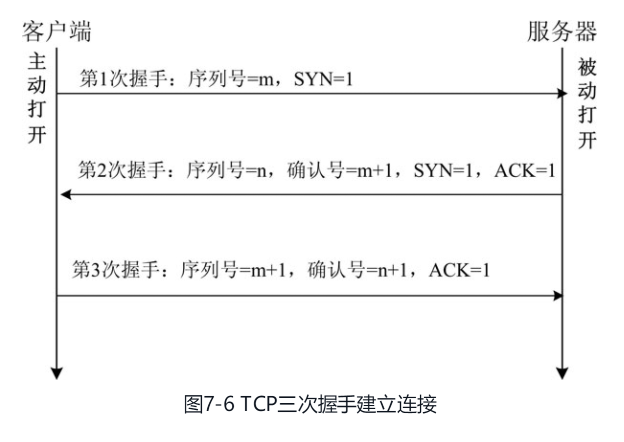 客户端
服务器
主动打开
被动打开
第1次握手：序列号=m，SYN=1
第2次握手：序列号=n，确认号=m+1，SYN=1，ACK=1
第3次握手：序列号=m+1，确认号=n+1，ACK=1
图7-6 TCP三次握手建立连接